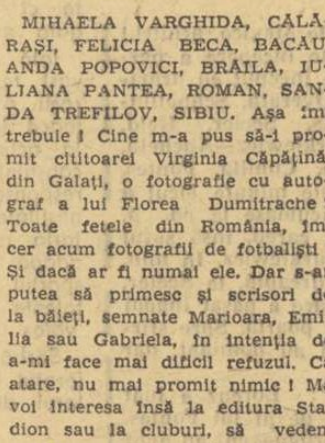 MIHAELA VARGHIDA, CĂLĂ
RAȘI, FELICIA BECA, BACĂU
ANDA POPOVICI, BRĂILA, IU-
LIANA PANTEA, ROMAN, SAN-
DA TREFILOV, SIBIU. Așa îm
trebuie ! Cine m-a pus să-i pro-
mit cititoarei Virginia Căpățînă
din Galați, o fotografie cu auto-
graf a lui Florea Dumitrache !
Toate fetele din România, îm
cer acum fotografii de fotbaliști
Și dacă ar fi numai ele. Dar s-a
putea să primesc și scrisori d
la băieți, semnate Marioara, Emi-
lia sau Gabriela, în intenția d
a-mi face mai dificil refuzul. C
atare, nu mai promit nimic ! M
voi interesa însă la editura Sta
dion sau la cluburi, să vedem